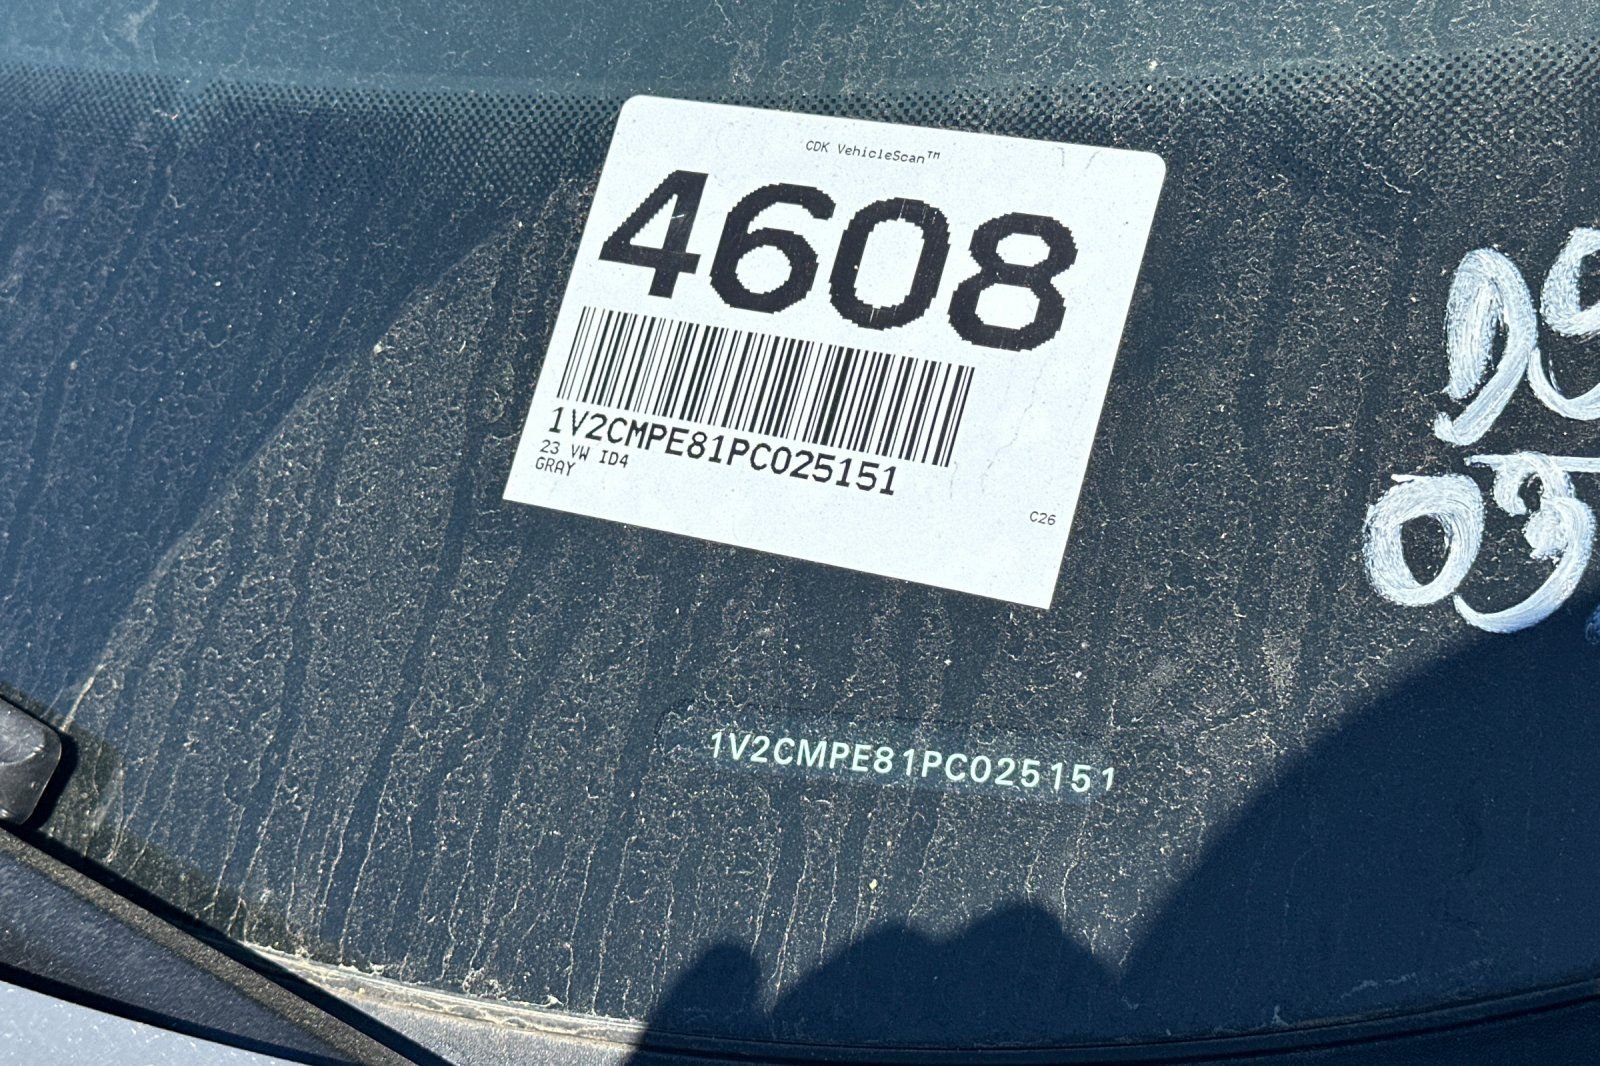 CDK VehicleScan™
4608
1V2CMPE81PC025151
23 VW ID4
GRAY
C26
1V2CMPE81PC025151